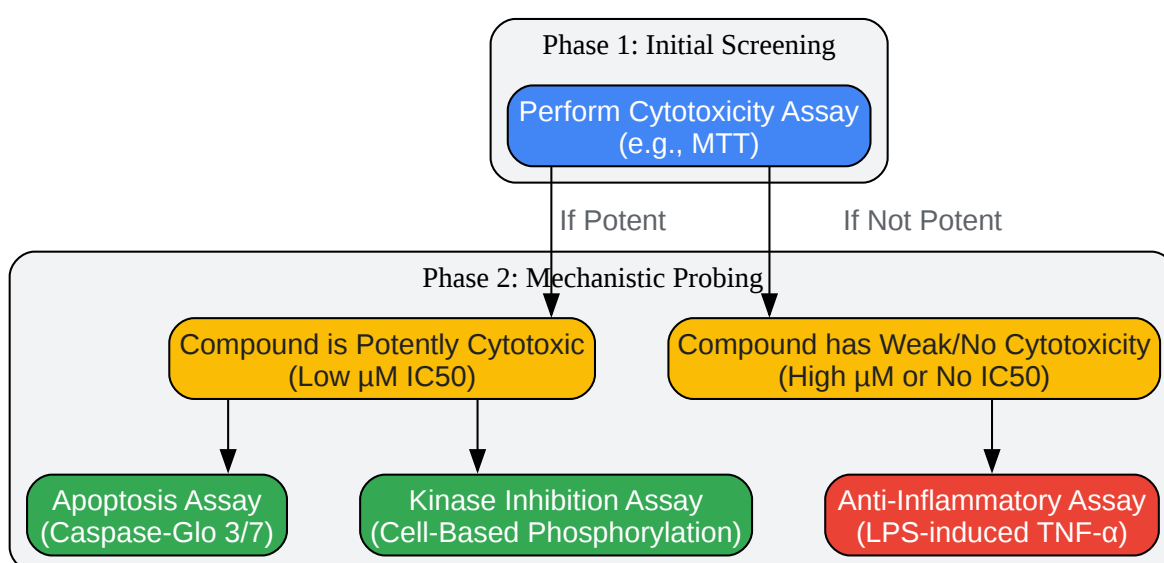 Phase 1: Initial Screening
Perform Cytotoxicity Assay
(e.g., MTT)
If Potent
If Not Potent
Phase 2: Mechanistic Probing
Compound is Potently Cytotoxic
(Low µM IC50)
Compound has Weak/No Cytotoxicity
(High µM or No IC50)
Apoptosis Assay
(Caspase-Glo 3/7)
Kinase Inhibition Assay
(Cell-Based Phosphorylation)
Anti-Inflammatory Assay
(LPS-induced TNF-α)